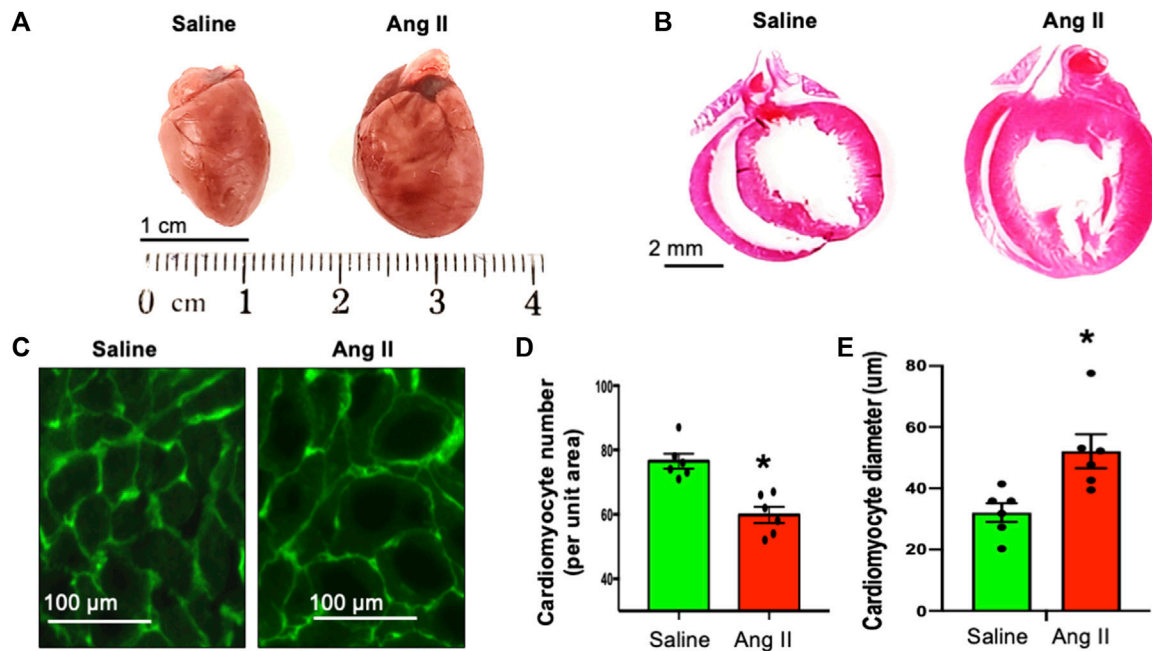 A
Saline
Ang II
1 cm
0 cm 1 2 3 4
B
Saline
Ang II
2 mm
C
Saline
Ang II
100 µm
100 µm
D
Cardiomyocyte number
(per unit area)
100
80
60
40
*
Saline
Ang II
E
Cardiomyocyte diameter (um)
80
60
40
20
0
*
Saline
Ang II